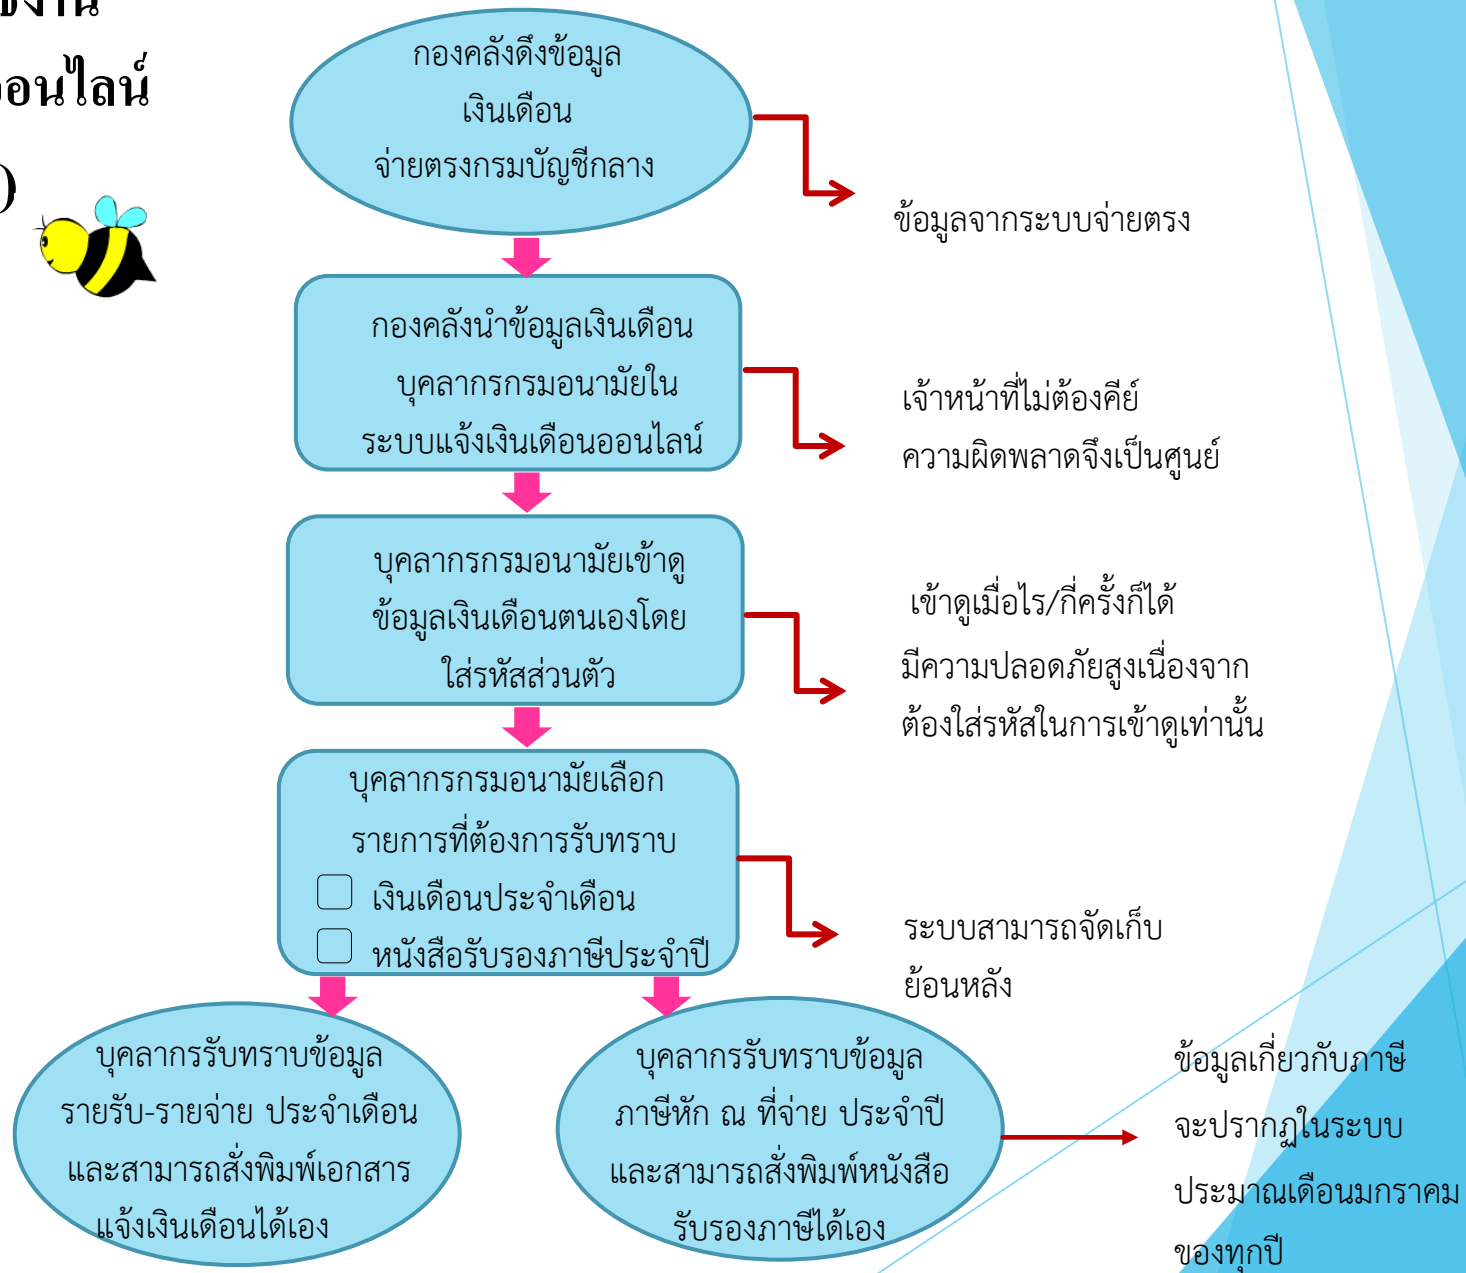 อนไลน์
)
กองคลังดึงข้อมูล
เงินเดือน
จ่ายตรงกรมบัญชีกลาง
ข้อมูลจากระบบจ่ายตรง
กองคลังนำข้อมูลเงินเดือน
บุคลากรกรมอนามัยใน
ระบบแจ้งเงินเดือนออนไลน์
เจ้าหน้าที่ไม่ต้องคีย์
ความผิดพลาดจึงเป็นศูนย์
บุคลากรกรมอนามัยเข้าดู
ข้อมูลเงินเดือนตนเองโดย
ใส่รหัสส่วนตัว
เข้าดูเมื่อไร/กี่ครั้งก็ได้
มีความปลอดภัยสูงเนื่องจาก
ต้องใส่รหัสในการเข้าดูเท่านั้น
บุคลากรกรมอนามัยเลือก
รายการที่ต้องการรับทราบ
เงินเดือนประจำเดือน
หนังสือรับรองภาษีประจำปี
ระบบสามารถจัดเก็บ
ย้อนหลัง
บุคลากรรับทราบข้อมูล
รายรับ-รายจ่าย ประจำเดือน
และสามารถสั่งพิมพ์เอกสาร
แจ้งเงินเดือนได้เอง
บุคลากรรับทราบข้อมูล
ภาษีหัก ณ ที่จ่าย ประจำปี
และสามารถสั่งพิมพ์หนังสือ
รับรองภาษีได้เอง
ข้อมูลเกี่ยวกับภาษี
จะปรากฏในระบบ
ประมาณเดือนมกราคม
ของทุกปี